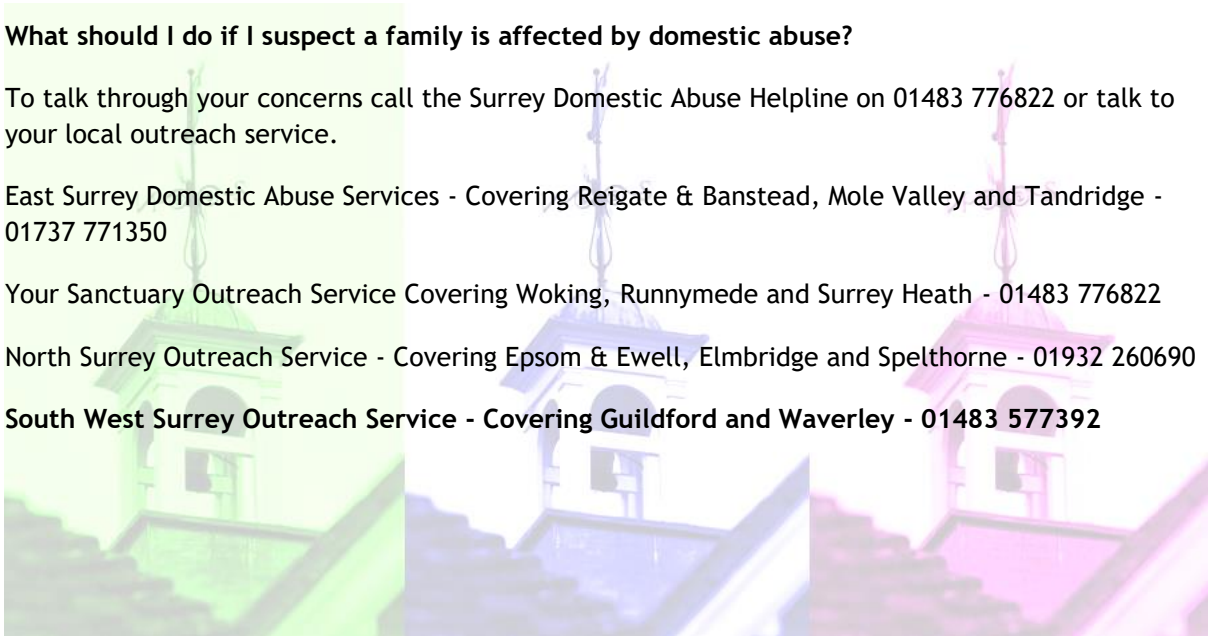 What should I do if I suspect a family is affected by domestic abuse?
To talk through your concerns call the Surrey Domestic Abuse Helpline on 01483 776822 or talk to
your local outreach service.
East Surrey Domestic Abuse Services - Covering Reigate & Banstead, Mole Valley and Tandridge -
01737 771350
Your Sanctuary Outreach Service Covering Woking, Runnymede and Surrey Heath - 01483 776822
North Surrey Outreach Service - Covering Epsom & Ewell, Elmbridge and Spelthorne - 01932 260690
South West Surrey Outreach Service - Covering Guildford and Waverley - 01483 577392